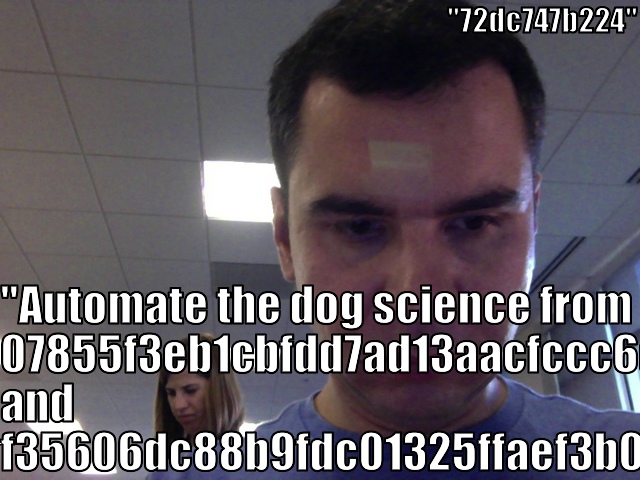 "72dc747b224"
"Automate the dog science from
07855f3eb1cbfdd7ad13aacfccc6
and
f35606dc88b9fdc01325ffaef3b0